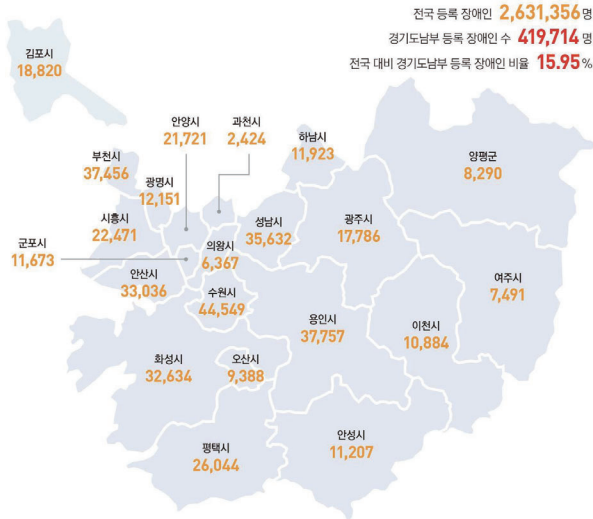 전국 등록 장애인 2,631,356 명
경기도남부 등록 장애인 수 419,714 명
전국 대비 경기도남부 등록 장애인 비율 15.95 %
김포시
18,820
안양시
21,721
과천시
2,424
하남시
11,923
양평군
8,290
부천시
37,456
광명시
12,151
시흥시
22,471
성남시
35,632
광주시
17,786
군포시
11,673
의왕시
6,367
안산시
33,036
수원시
44,549
여주시
7,491
용인시
37,757
이천시
10,884
화성시
32,634
오산시
9,388
평택시
26,044
안성시
11,207